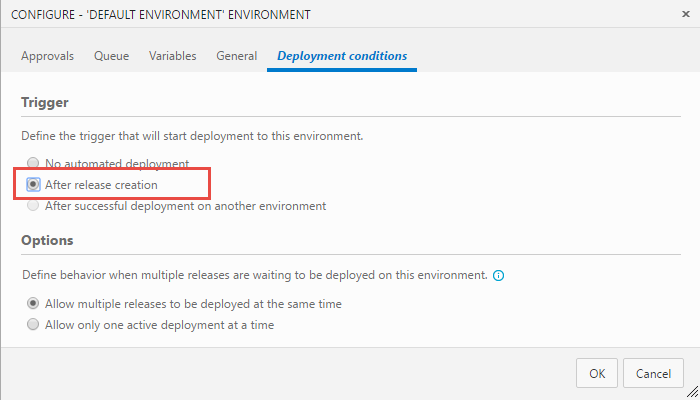 CONFIGURE - 'DEFAULT ENVIRONMENT' ENVIRONMENT
Approvals Queue Variables General Deployment conditions
Trigger
Define the trigger that will start deployment to this environment.
No automated deployment
After release creation
After successful deployment on another environment
Options
Define behavior when multiple releases are waiting to be deployed on this environment.
Allow multiple releases to be deployed at the same time
Allow only one active deployment at a time
OK Cancel